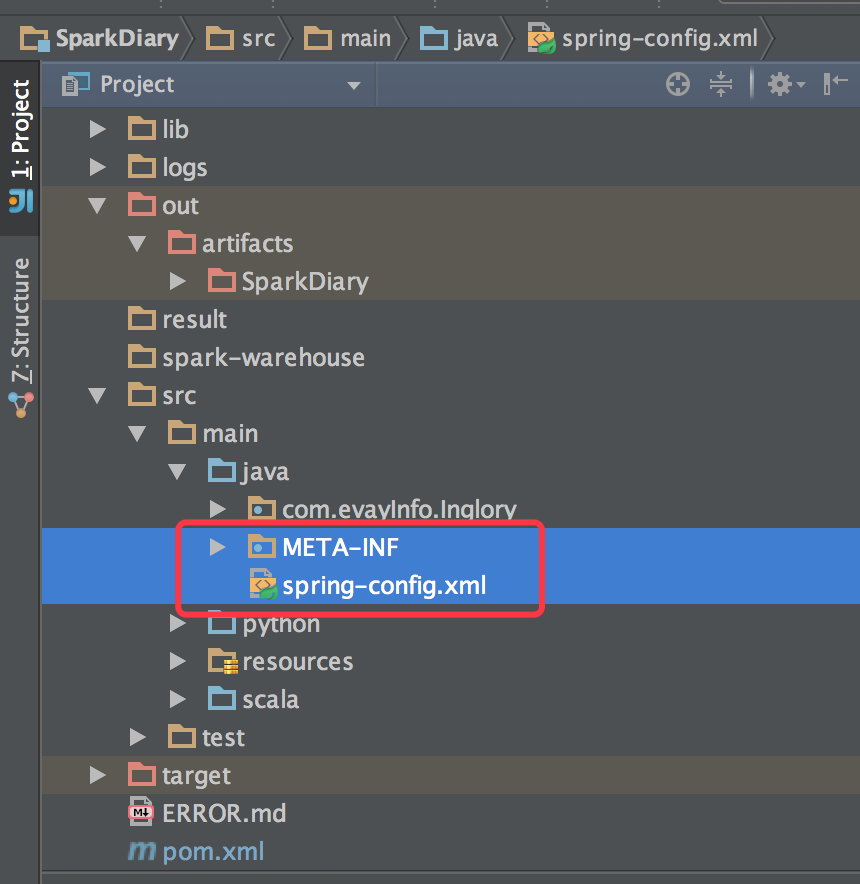 SparkDiary src main java spring-config.xml
Project
1: Project
7: Structure
lib
logs
out
artifacts
SparkDiary
result
spark-warehouse
src
main
java
com.evayInfo.Inglory
META-INF
spring-config.xml
python
resources
scala
test
target
ERROR.md
pom.xml